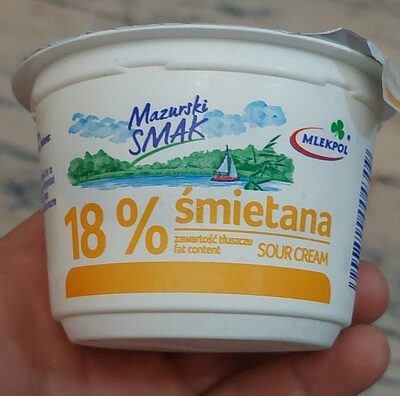 Mazurski
SMAK
MLEKPOL
18 % śmietana
zawartość tłuszczu
fat content
SOUR CREAM